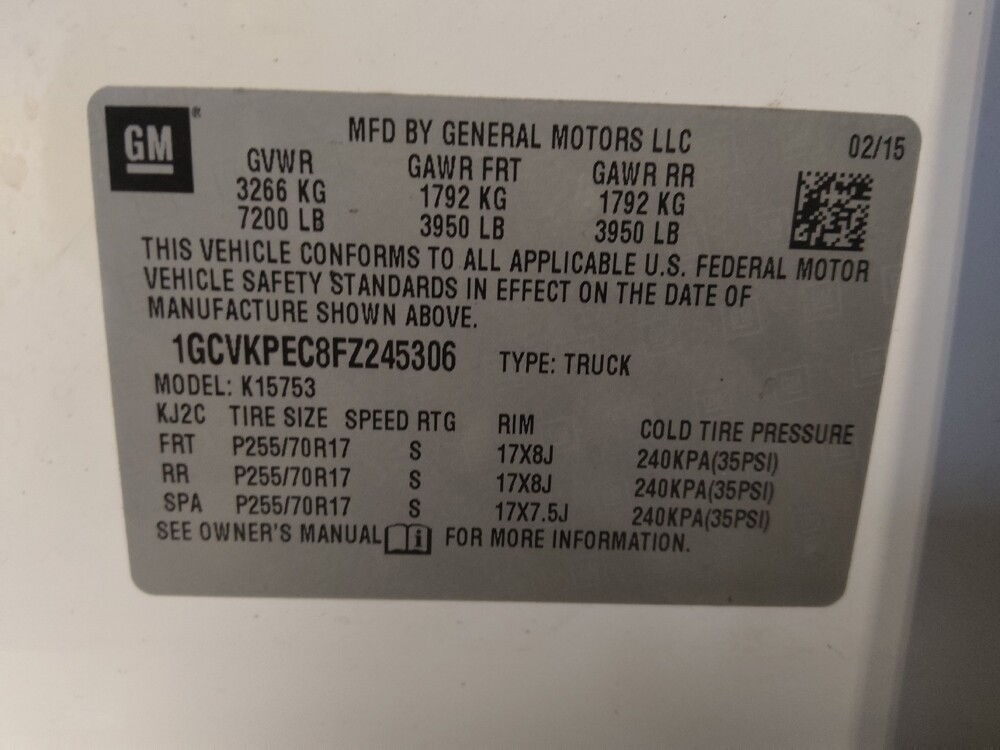 GM ®
MFD BY GENERAL MOTORS LLC 02/15
GVWR GAWR FRT GAWR RR
3266 KG 1792 KG 1792 KG
7200 LB 3950 LB 3950 LB
THIS VEHICLE CONFORMS TO ALL APPLICABLE U.S. FEDERAL MOTOR
VEHICLE SAFETY STANDARDS IN EFFECT ON THE DATE OF
MANUFACTURE SHOWN ABOVE.
1GCVKPEC8FZ245306 TYPE: TRUCK
MODEL: K15753
KJ2C TIRE SIZE SPEED RTG RIM COLD TIRE PRESSURE
FRT P255/70R17 S 17X8J 240KPA(35PSI)
RR P255/70R17 S 17X8J 240KPA(35PSI)
SPA P255/70R17 S 17X7.5J 240KPA(35PSI)
SEE OWNER'S MANUAL i FOR MORE INFORMATION.